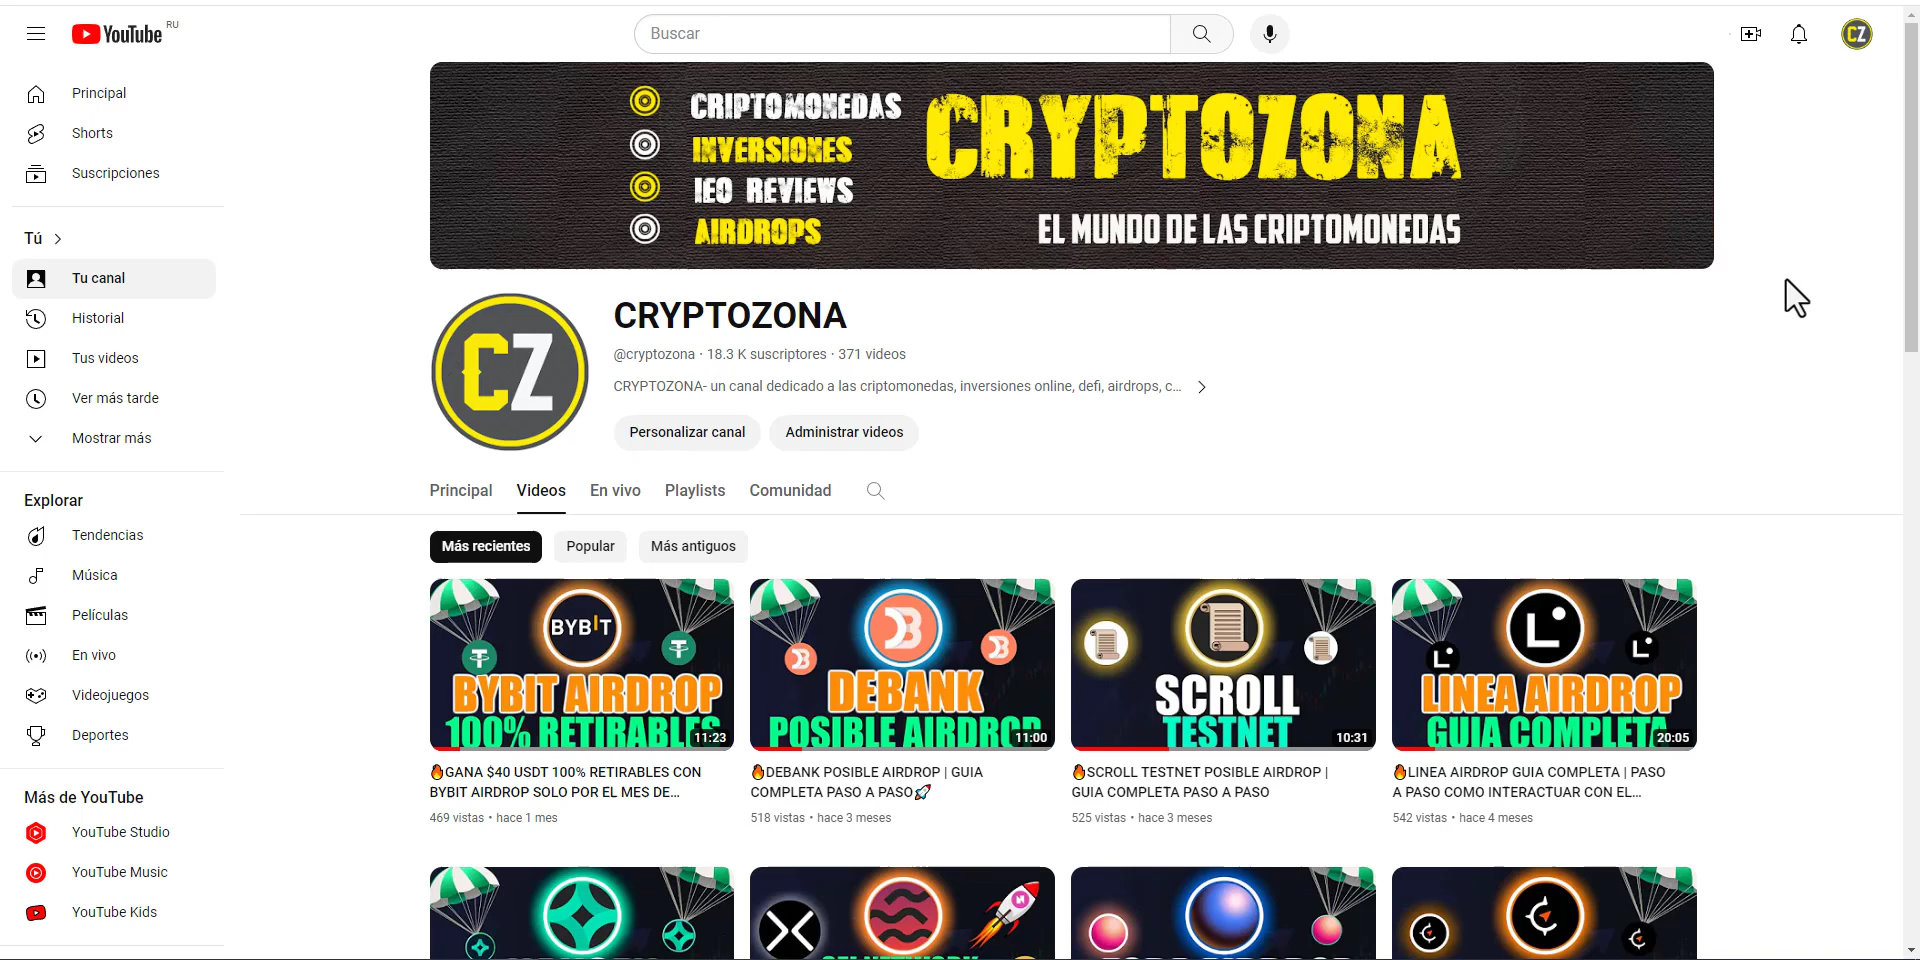 YouTube RU
Buscar
CZ
Principal
Shorts
Suscripciones
Tú
Tu canal
Historial
Tus videos
Ver más tarde
Mostrar más
Explorar
Tendencias
Música
Películas
En vivo
Videojuegos
Deportes
Más de YouTube
YouTube Studio
YouTube Music
YouTube Kids
CRIPTOMONEDAS
INVERSIONES
IEO REVIEWS
AIRDROPS
CRYPTOZONA
EL MUNDO DE LAS CRIPTOMONEDAS
CZ
CRYPTOZONA
@cryptozona · 18.3 K suscriptores · 371 videos
CRYPTOZONA- un canal dedicado a las criptomonedas, inversiones online, defi, airdrops, c...
Personalizar canal
Administrar videos
Principal Videos En vivo Playlists Comunidad
Más recientes Popular Más antiguos
BYBIT
BYBIT AIRDROP
100% RETIRABLES
11:23
🔥GANA $40 USDT 100% RETIRABLES CON
BYBIT AIRDROP SOLO POR EL MES DE...
469 vistas • hace 1 mes
DEBANK
POSIBLE AIRDROP
11:00
🔥DEBANK POSIBLE AIRDROP | GUIA
COMPLETA PASO A PASO🚀
518 vistas • hace 3 meses
SCROLL
TESTNET
10:31
🔥SCROLL TESTNET POSIBLE AIRDROP |
GUIA COMPLETA PASO A PASO
525 vistas • hace 3 meses
LINEA AIRDROP
GUIA COMPLETA
20:05
🔥LINEA AIRDROP GUIA COMPLETA | PASO
A PASO COMO INTERACTUAR CON EL...
542 vistas • hace 4 meses